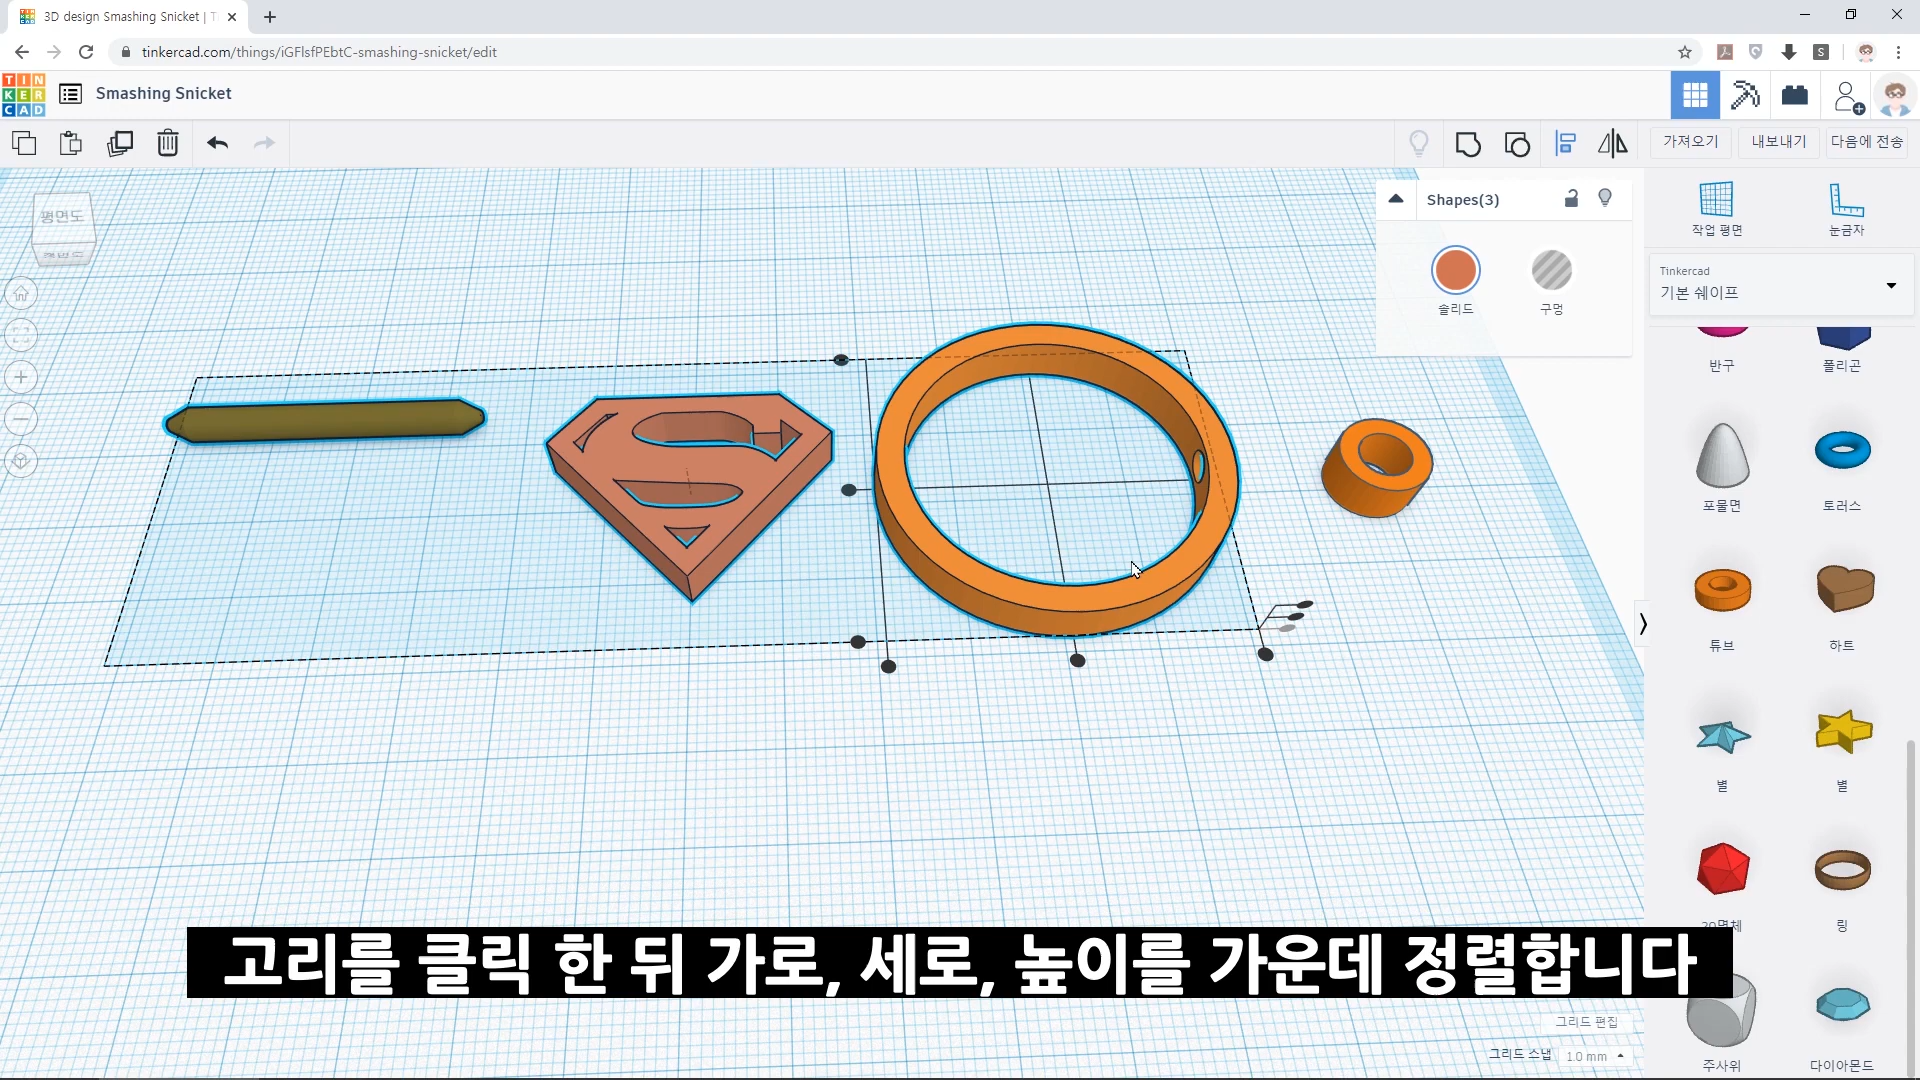 3D design Smashing Snicket | T
tinkercad.com/things/iGFlsfPEbtC-smashing-snicket/edit
TIN
KER
CAD
Smashing Snicket
가져오기
내보내기
다음에 전송
평면도
Shapes(3)
솔리드
구멍
작업 평면
눈금자
Tinkercad
기본 쉐이프
반구
폴리곤
포물면
토러스
튜브
하트
별
별
20면체
링
고리를 클릭 한 뒤 가로, 세로, 높이를 가운데 정렬합니다
그리드 편집
그리드 스냅
1.0 mm
주사위
다이아몬드